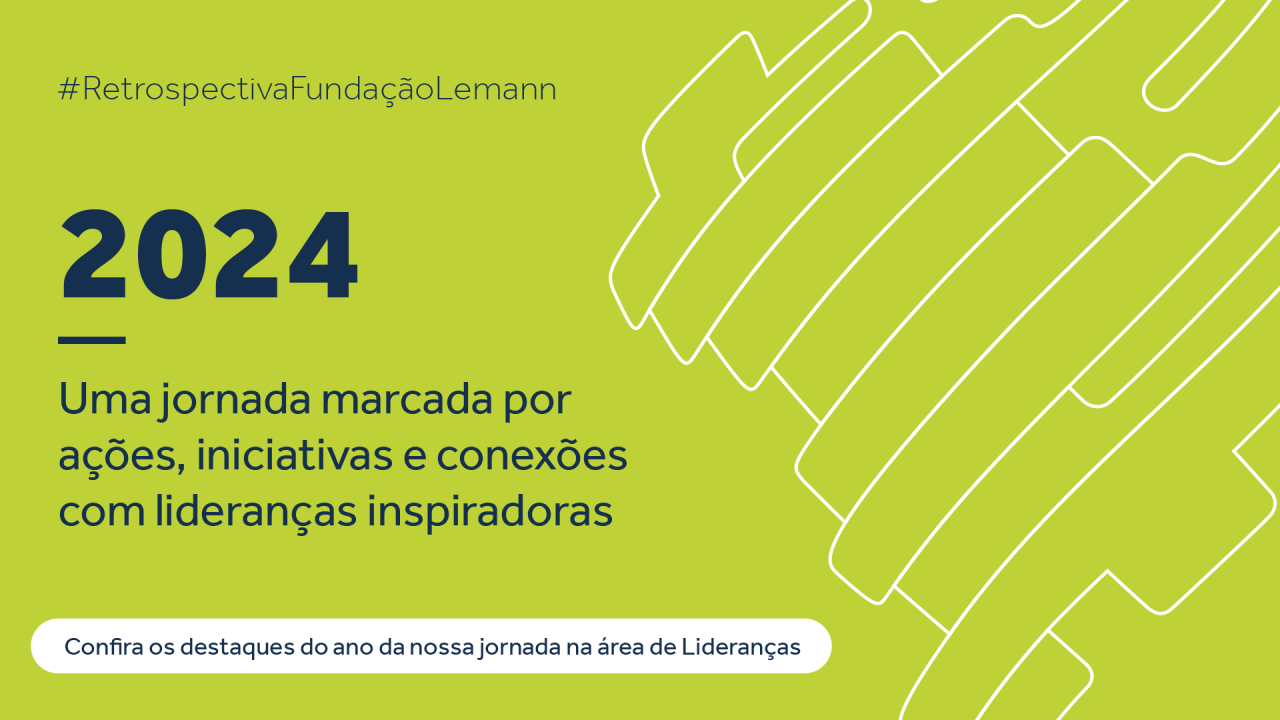 #RetrospectivaFundaçãoLemann
2024
Uma jornada marcada por
ações, iniciativas e conexões
com lideranças inspiradoras
Confira os destaques do ano da nossa jornada na área de Lideranças